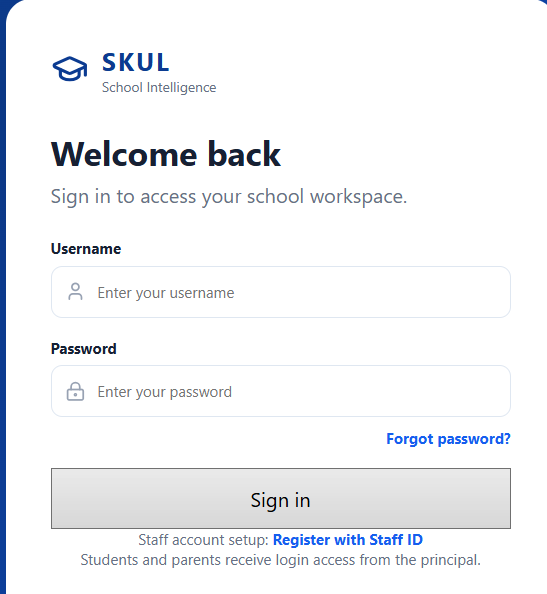 SKUL
School Intelligence
Welcome back
Sign in to access your school workspace.
Username
Enter your username
Password
Enter your password
Forgot password?
Sign in
Staff account setup: Register with Staff ID
Students and parents receive login access from the principal.